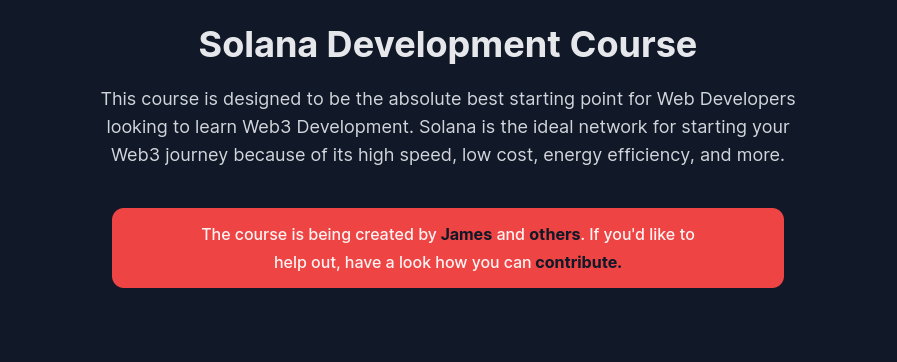 Solana Development Course
This course is designed to be the absolute best starting point for Web Developers
looking to learn Web3 Development. Solana is the ideal network for starting your
Web3 journey because of its high speed, low cost, energy efficiency, and more.
The course is being created by James and others. If you'd like to
help out, have a look how you can contribute.